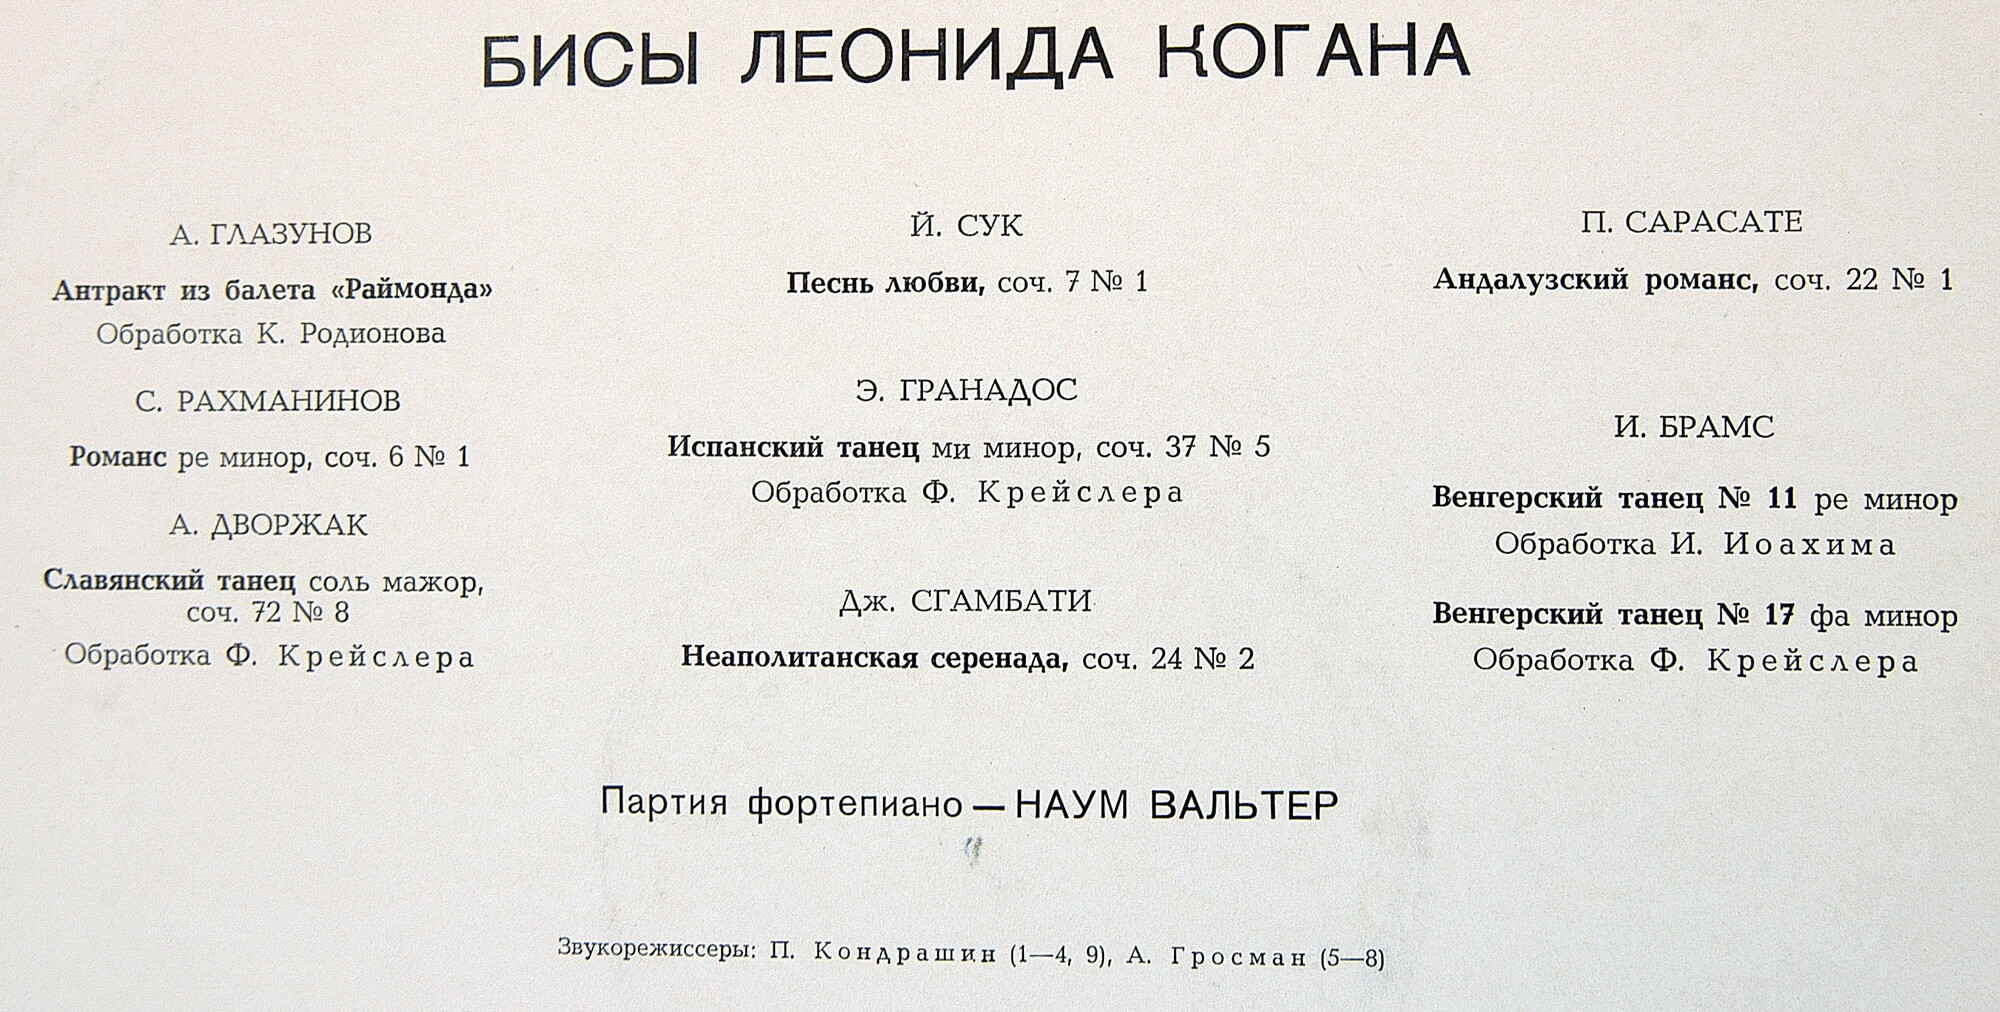 БИСЫ ЛЕОНИДА КОГАНА
А. ГЛАЗУНОВ
Антракт из балета «Раймонда»
Обработка К. Родионова
С. РАХМАНИНОВ
Романс ре минор, соч. 6 № 1
А. ДВОРЖАК
Славянский танец соль мажор,
соч. 72 № 8
Обработка Ф. Крейслера
Й. СУК
Песнь любви, соч. 7 № 1
Э. ГРАНАДОС
Испанский танец ми минор, соч. 37 № 5
Обработка Ф. Крейслера
Дж. СГАМБАТИ
Неаполитанская серенада, соч. 24 № 2
П. САРАСАТЕ
Андалузский романс, соч. 22 № 1
И. БРАМС
Венгерский танец № 11 ре минор
Обработка И. Иоахима
Венгерский танец № 17 фа минор
Обработка Ф. Крейслера
Партия фортепиано — НАУМ ВАЛЬТЕР
Звукорежиссеры: П. Кондрашин (1—4, 9), А. Гросман (5—8)